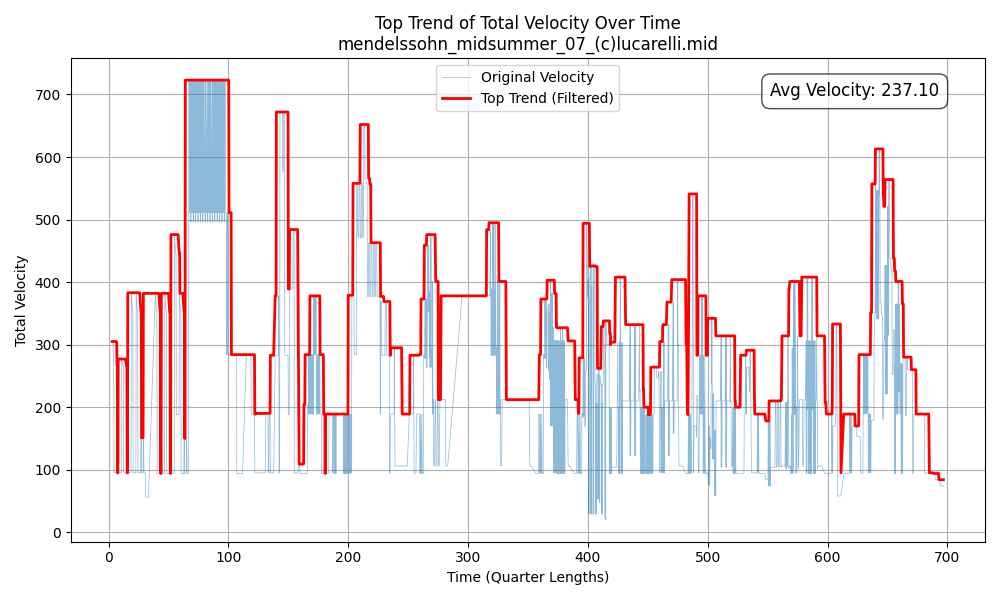 Top Trend of Total Velocity Over Time
mendelssohn_midsummer_07_(c)lucarelli.mid
Original Velocity
Top Trend (Filtered)
Avg Velocity: 237.10
Total Velocity
700
600
500
400
300
200
100
0
0 100 200 300 400 500 600 700
Time (Quarter Lengths)